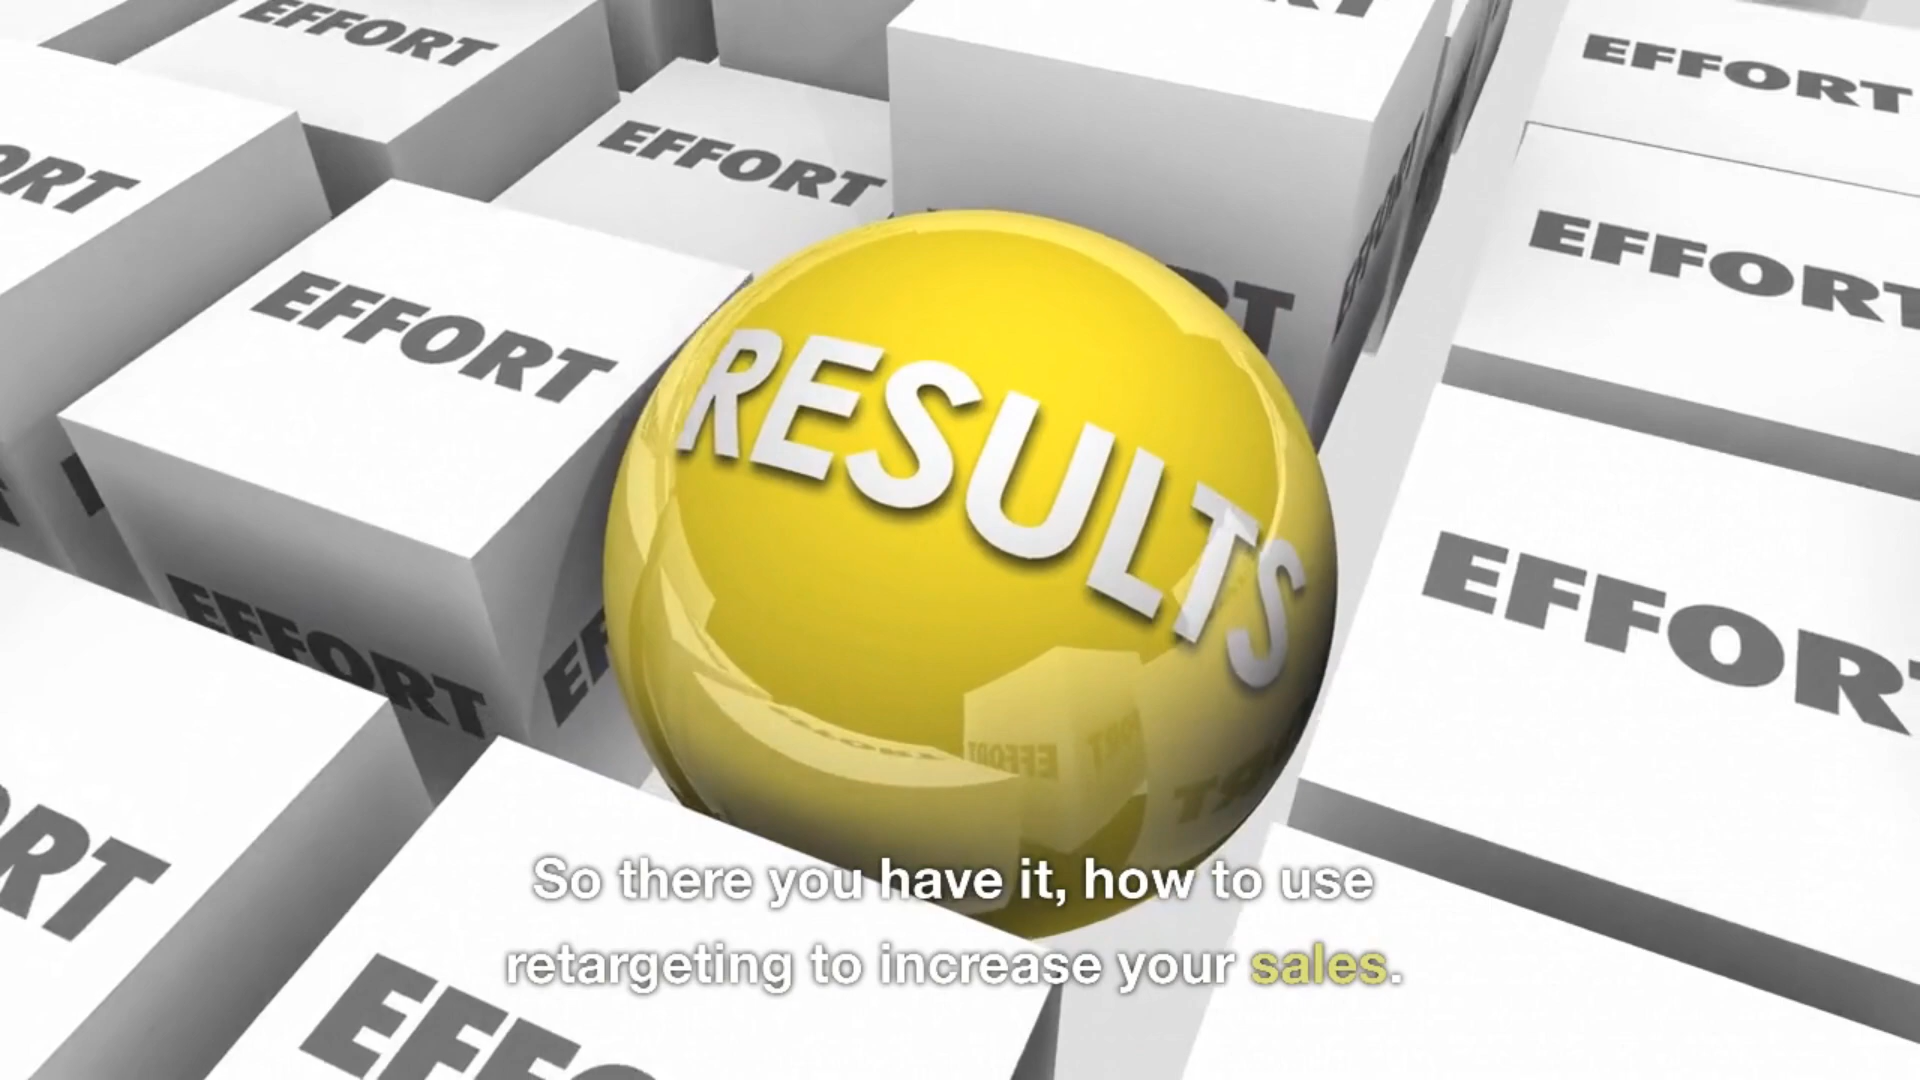 EFFORT
EFFORT
EFFORT
EFFORT
EFFORT
RESULTS
EFFORT
EFFORT
So there you have it, how to use
retargeting to increase your sales.